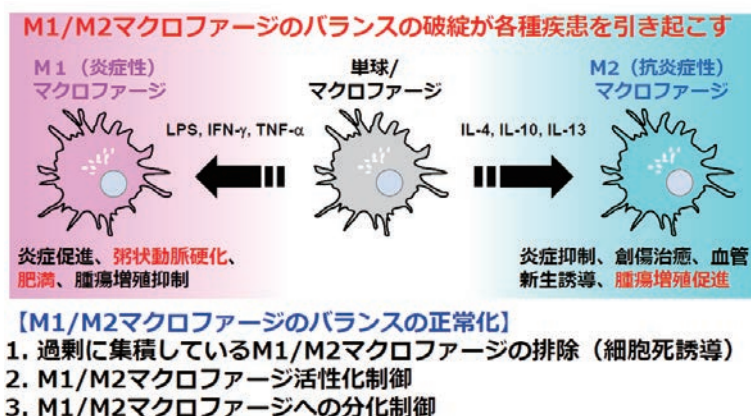 M1/M2マクロファージのバランスの破綻が各種疾患を引き起こす
M1（炎症性）
マクロファージ
単球/
マクロファージ
M2（抗炎症性）
マクロファージ
LPS, IFN-γ, TNF-α
IL-4, IL-10, IL-13
炎症促進、粥状動脈硬化、
肥満、腫瘍増殖抑制
炎症抑制、創傷治癒、血管
新生誘導、腫瘍増殖促進
【M1/M2マクロファージのバランスの正常化】
1. 過剰に集積しているM1/M2マクロファージの排除（細胞死誘導）
2. M1/M2マクロファージ活性化制御
3. M1/M2マクロファージへの分化制御